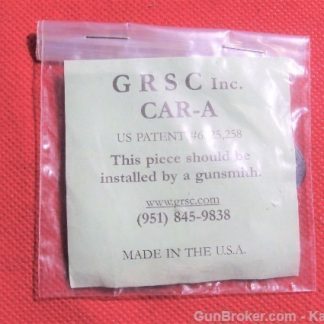 G R S C Inc.
CAR-A
US PATENT
This piece should be
installed by a gunsmith.
www.grsc.com
(951) 845-9838
MADE IN THE U.S.A.
GunBroker.com - Ka